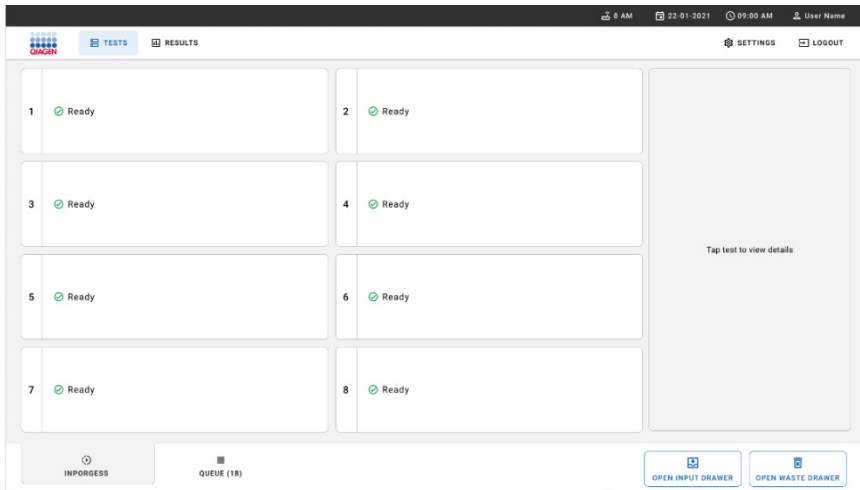 8 AM 22-01-2021 09:00 AM User Name
QIAGEN TESTS RESULTS SETTINGS LOGOUT
1 Ready
2 Ready
3 Ready
4 Ready
5 Ready
6 Ready
7 Ready
8 Ready
Tap test to view details
INPORGESS
QUEUE (18)
OPEN INPUT DRAWER
OPEN WASTE DRAWER